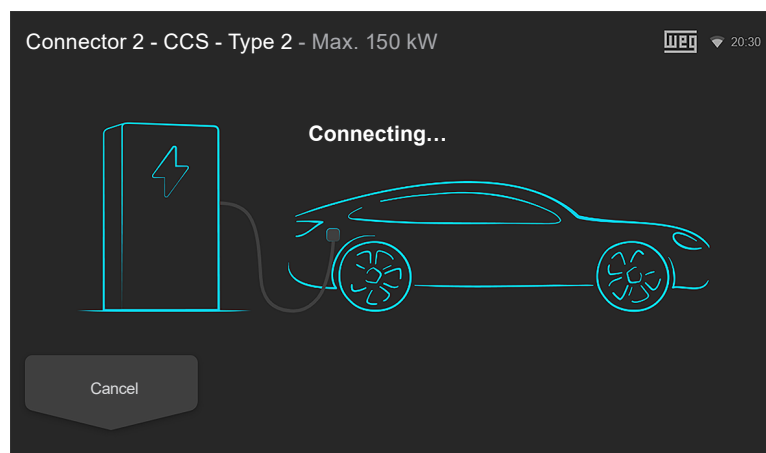 Connector 2 - CCS - Type 2 - Max. 150 kW
WEG
20:30
Connecting...
Cancel